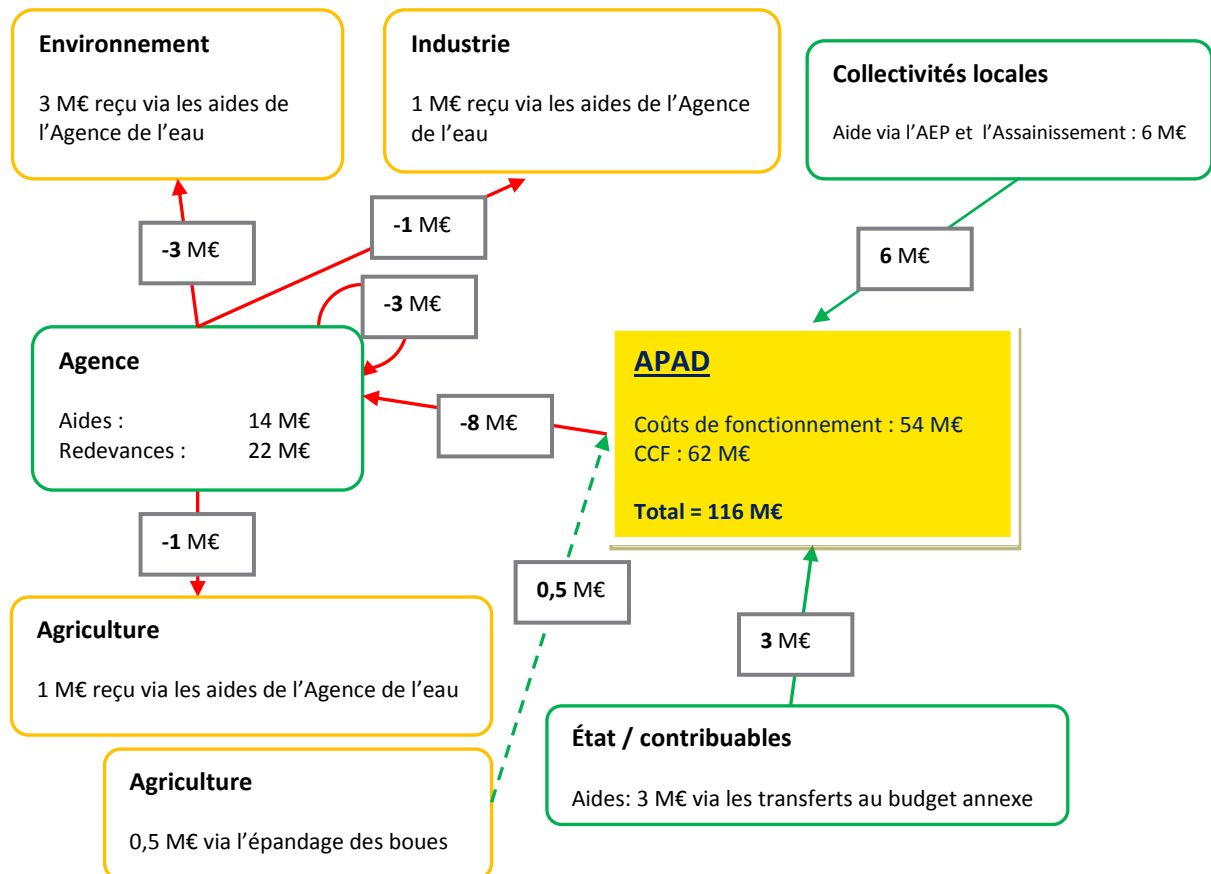 Environnement
3 M€ reçu via les aides de
l’Agence de l’eau
Industrie
1 M€ reçu via les aides de l’Agence
de l’eau
Collectivités locales
Aide via l’AEP et l’Assainissement : 6 M€
-3 M€
-1 M€
6 M€
-3 M€
Agence
Aides : 14 M€
Redevances : 22 M€
-8 M€
APAD
Coûts de fonctionnement : 54 M€
CCF : 62 M€
Total = 116 M€
-1 M€
0,5 M€
3 M€
Agriculture
1 M€ reçu via les aides de l’Agence de l’eau
État / contribuables
Aides: 3 M€ via les transferts au budget annexe
Agriculture
0,5 M€ via l’épandage des boues